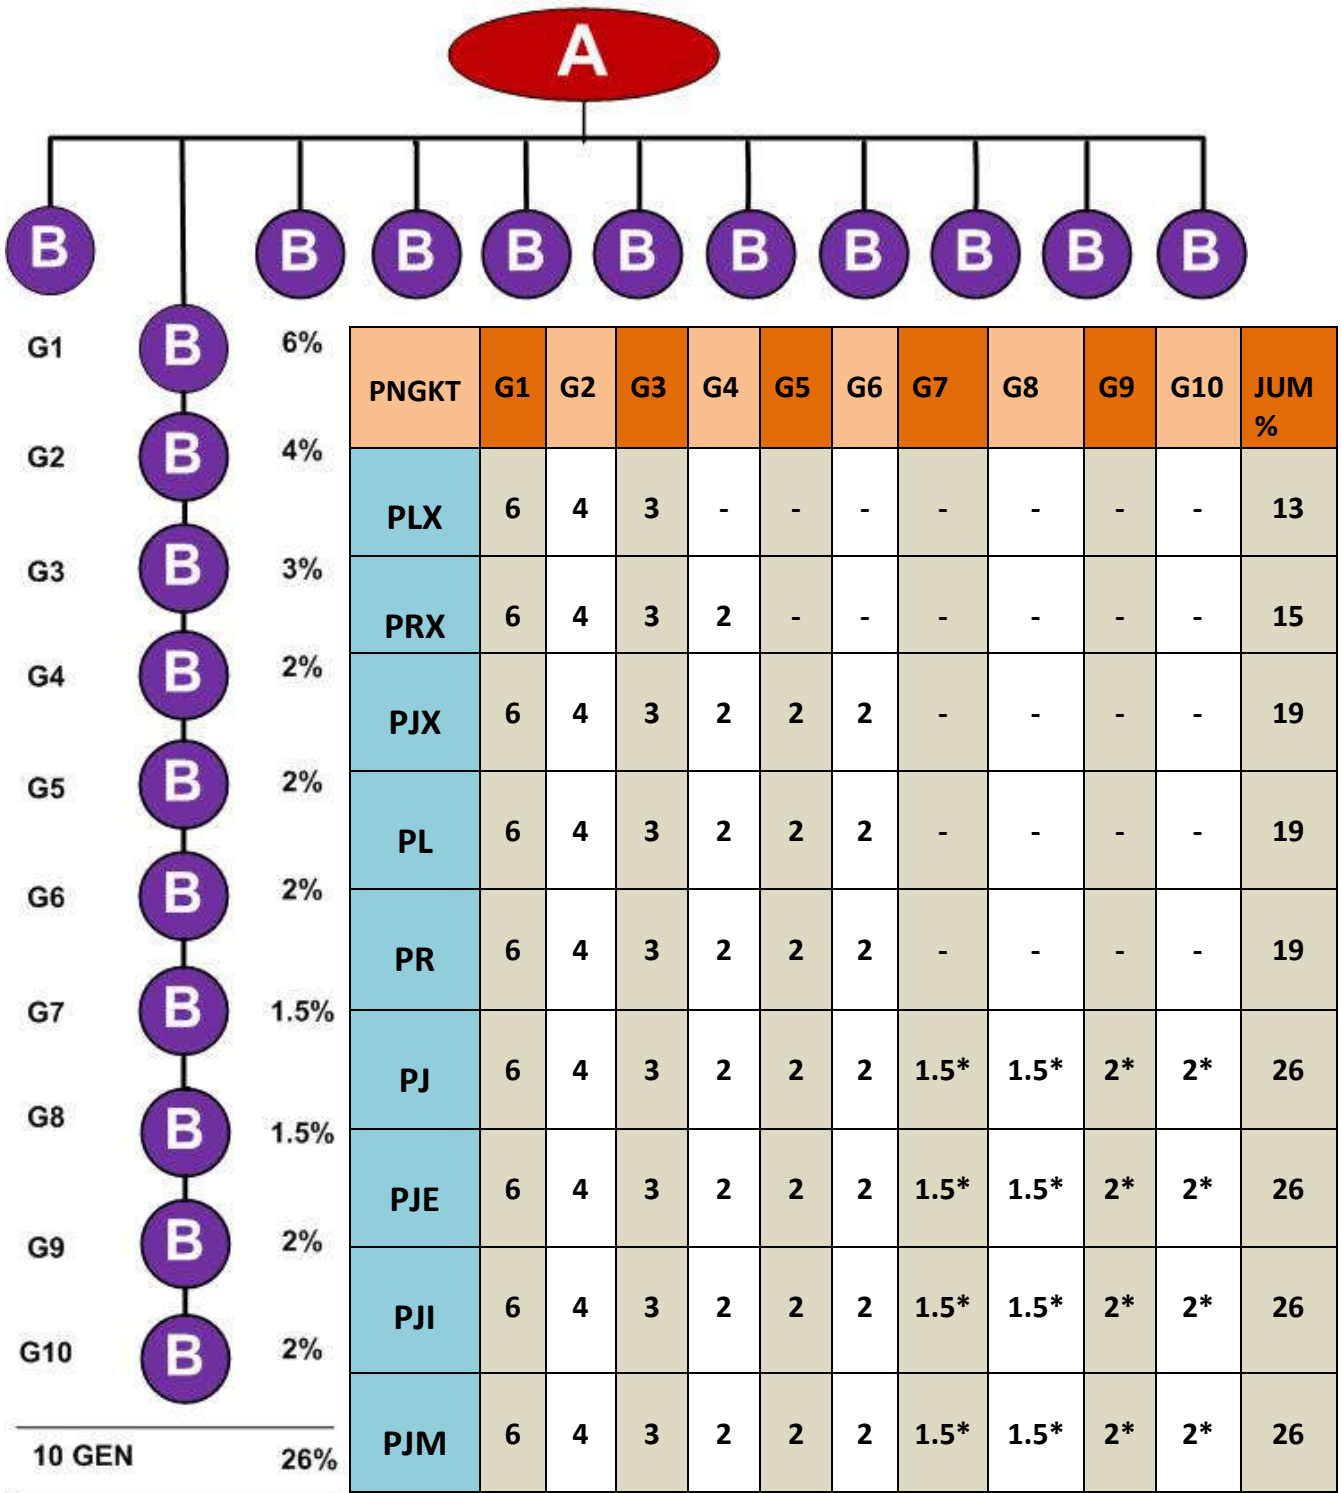 A
B B B B B B B B B B
G1 B 6%
G2 B 4%
G3 B 3%
G4 B 2%
G5 B 2%
G6 B 2%
G7 B 1.5%
G8 B 1.5%
G9 B 2%
G10 B 2%
10 GEN 26%
PNGKT G1 G2 G3 G4 G5 G6 G7 G8 G9 G10 JUM
%
PLX 6 4 3 - - - - - - - 13
PRX 6 4 3 2 - - - - - - 15
PJX 6 4 3 2 2 2 - - - - 19
PL 6 4 3 2 2 2 - - - - 19
PR 6 4 3 2 2 2 - - - - 19
PJ 6 4 3 2 2 2 1.5* 1.5* 2* 2* 26
PJE 6 4 3 2 2 2 1.5* 1.5* 2* 2* 26
PJI 6 4 3 2 2 2 1.5* 1.5* 2* 2* 26
PJM 6 4 3 2 2 2 1.5* 1.5* 2* 2* 26